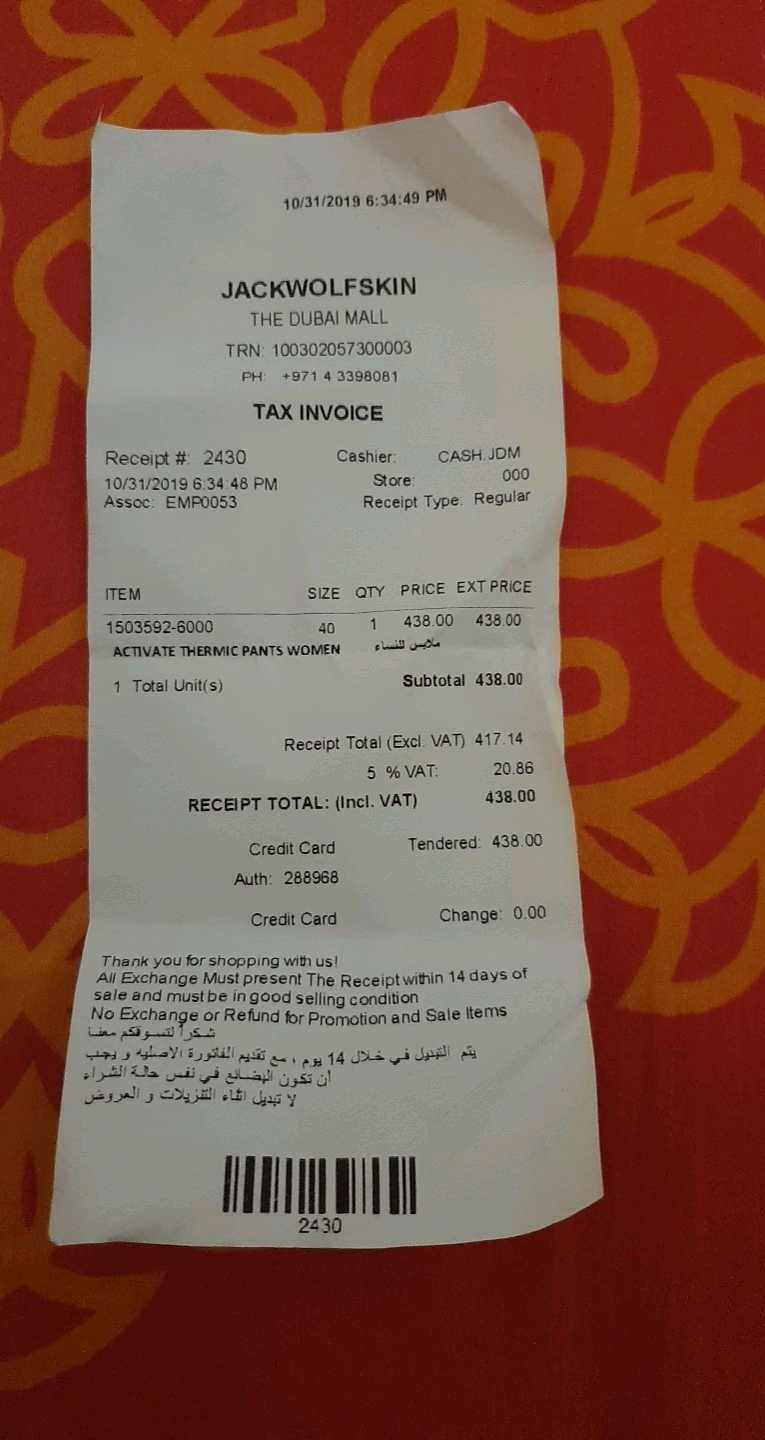 10/31/2019 6:34:49 PM
JACKWOLFSKIN
THE DUBAI MALL
TRN: 100302057300003
PH: +971 4 3398081
TAX INVOICE
Receipt #: 2430 Cashier: CASH.JDM
10/31/2019 6:34:48 PM Store: 000
Assoc: EMP0053 Receipt Type: Regular
ITEM SIZE QTY PRICE EXT PRICE
1503592-6000 40 1 438.00 438.00
ACTIVATE THERMIC PANTS WOMEN ملابس للنساء
1 Total Unit(s) Subtotal 438.00
Receipt Total (Excl. VAT) 417.14
5 % VAT: 20.86
RECEIPT TOTAL: (Incl. VAT) 438.00
Credit Card Tendered: 438.00
Auth: 288968
Credit Card Change: 0.00
Thank you for shopping with us!
All Exchange Must present The Receipt within 14 days of
sale and must be in good selling condition
No Exchange or Refund for Promotion and Sale Items
شكراً لتسوقكم معنا
يتم التبديل في خلال 14 يوم ، مع تقديم الفاتورة الاصليه و يجب
أن تكون البضائع في نفس حالة الشراء
لا تبديل اثناء التنزيلات و العروض
2430